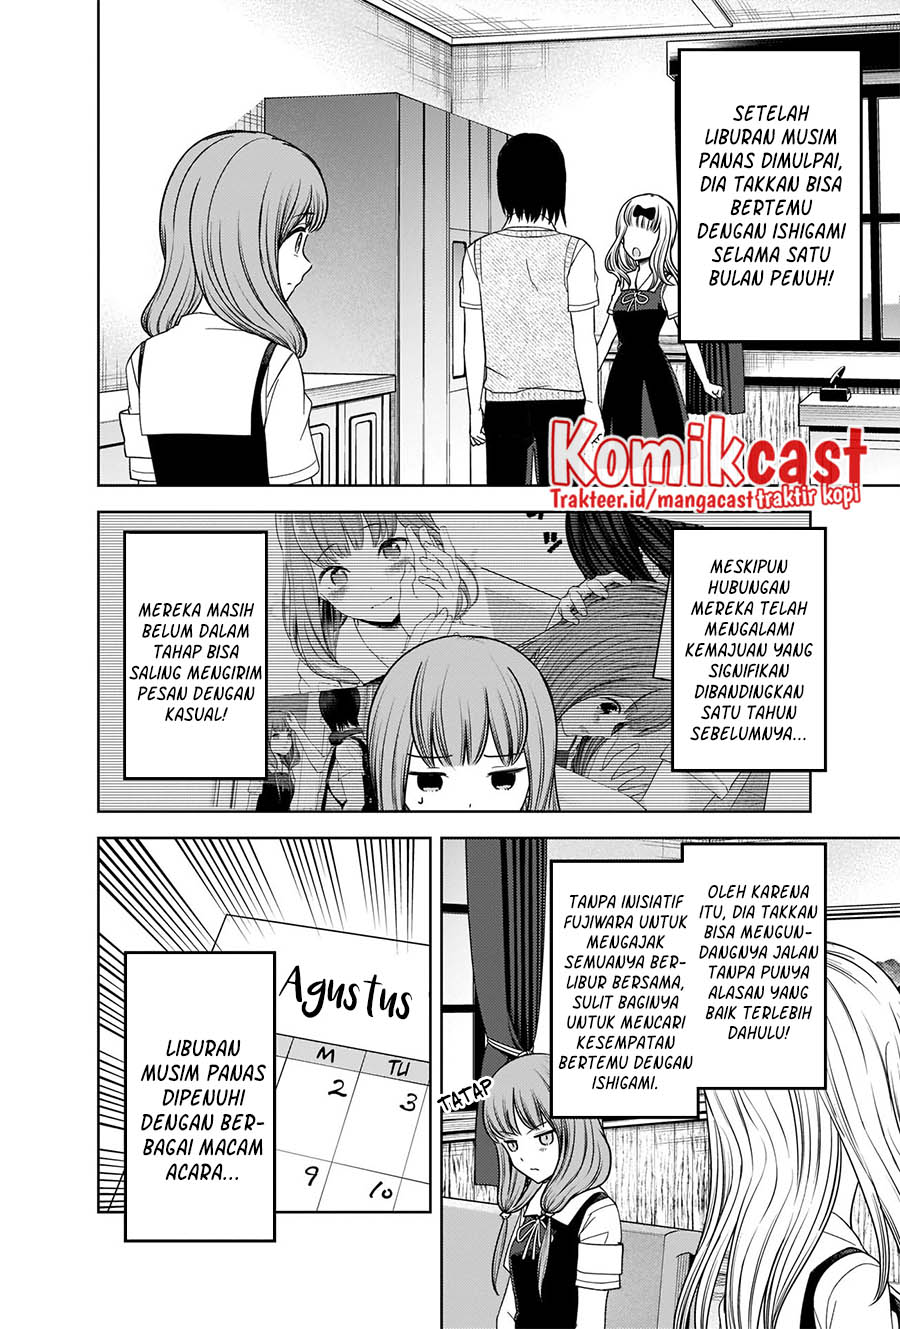 SETELAH
LIBURAN MUSIM
PANAS DIMULPAI,
DIA TAKKAN BISA
BERTEMU
DENGAN ISHIGAMI
SELAMA SATU
BULAN PENUH!
Komikcast
Trakteer.id/mangacast traktir kopi
MESKIPUN
HUBUNGAN
MEREKA TELAH
MENGALAMI
KEMAJUAN YANG
SIGNIFIKAN
DIBANDINGKAN
SATU TAHUN
SEBELUMNYA...
MEREKA MASIH
BELUM DALAM
TAHAP BISA
SALING MENGIRIM
PESAN DENGAN
KASUAL!
OLEH KARENA
ITU, DIA TAKKAN
BISA MENGUN-
DANGNYA JALAN
TANPA PUNYA
ALASAN YANG
BAIK TERLEBIH
DAHULU!
TANPA INISIATIF
FUJIWARA UNTUK
MENGAJAK
SEMUANYA BER-
LIBUR BERSAMA,
SULIT BAGINYA
UNTUK MENCARI
KESEMPATAN
BERTEMU DENGAN
ISHIGAMI.
TATAP
Agustus
M TU
2 3
9 10
LIBURAN
MUSIM PANAS
DIPENUHI
DENGAN BER-
BAGAI MACAM
ACARA...